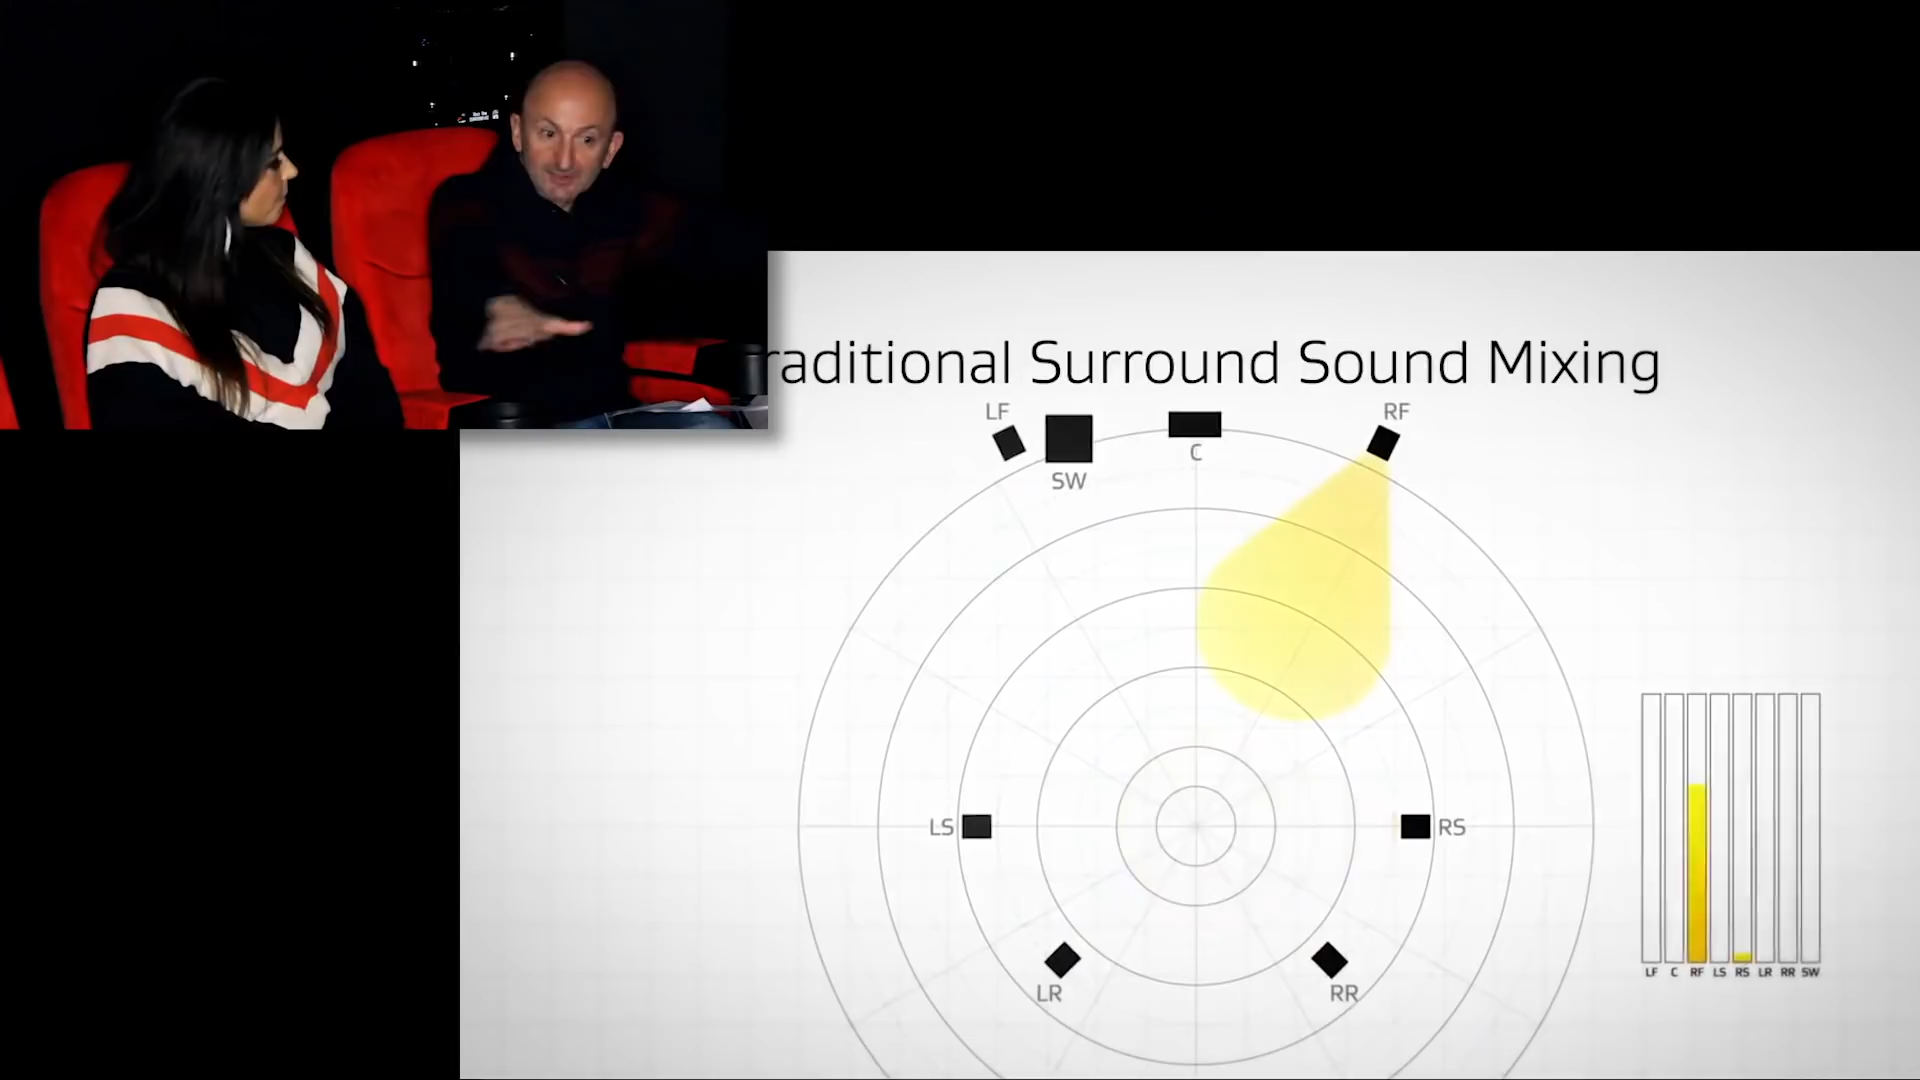 raditional Surround Sound Mixing
LF
RF
C
SW
LS
RS
LR
RR
LF C RF LS RS LR RR SW